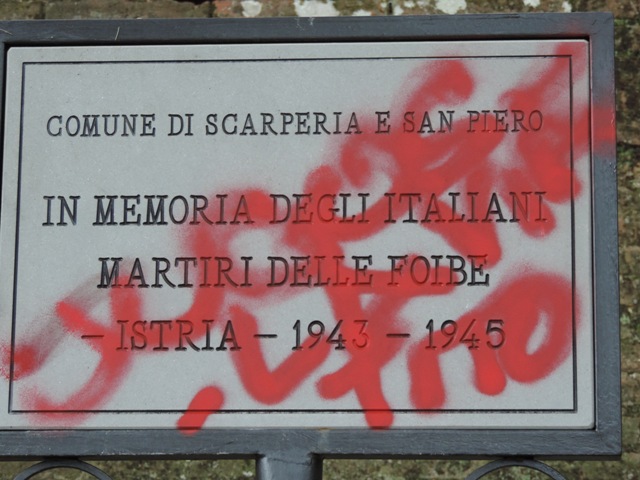 COMUNE DI SCARPERIA E SAN PIERO
IN MEMORIA DEGLI ITALIANI
MARTIRI DELLE FOIBE
– ISTRIA – 1943 – 1945